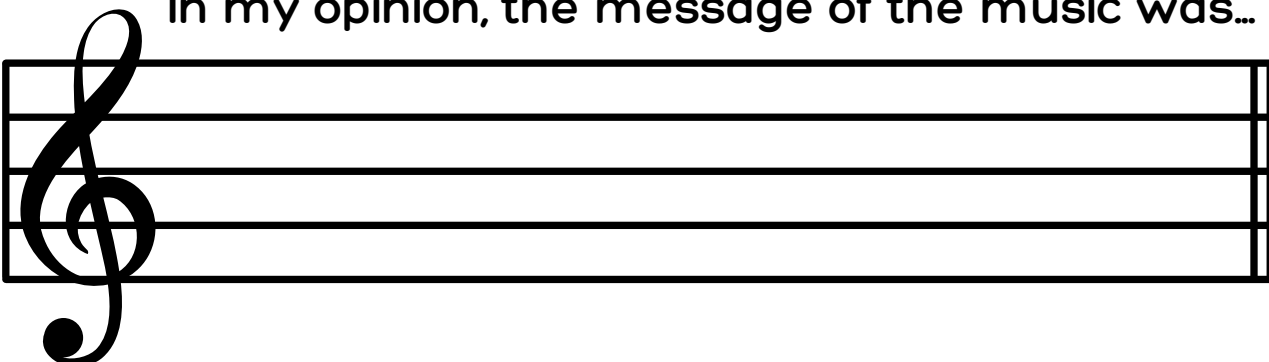 In my opinion, the message of the music was...